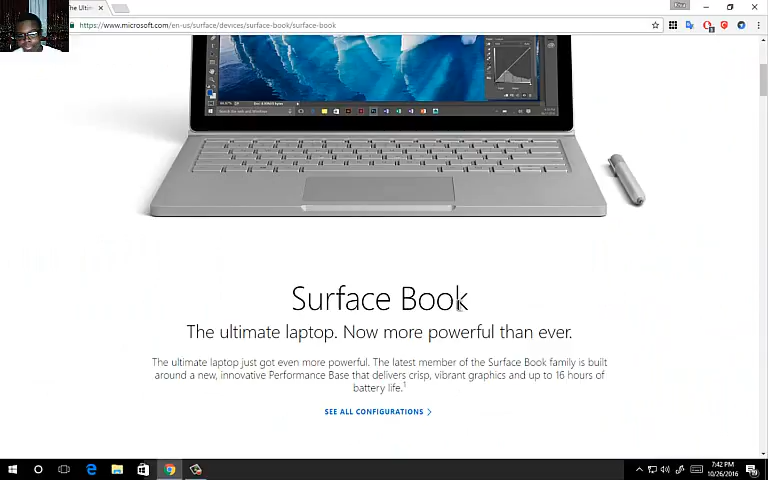 The Ultim
https://www.microsoft.com/en-us/surface/devices/surface-book/surface-book
Surface Book
The ultimate laptop. Now more powerful than ever.
The ultimate laptop just got even more powerful. The latest member of the Surface Book family is built
around a new, innovative Performance Base that delivers crisp, vibrant graphics and up to 16 hours of
battery life.1
SEE ALL CONFIGURATIONS
7:42 PM
10/26/2016